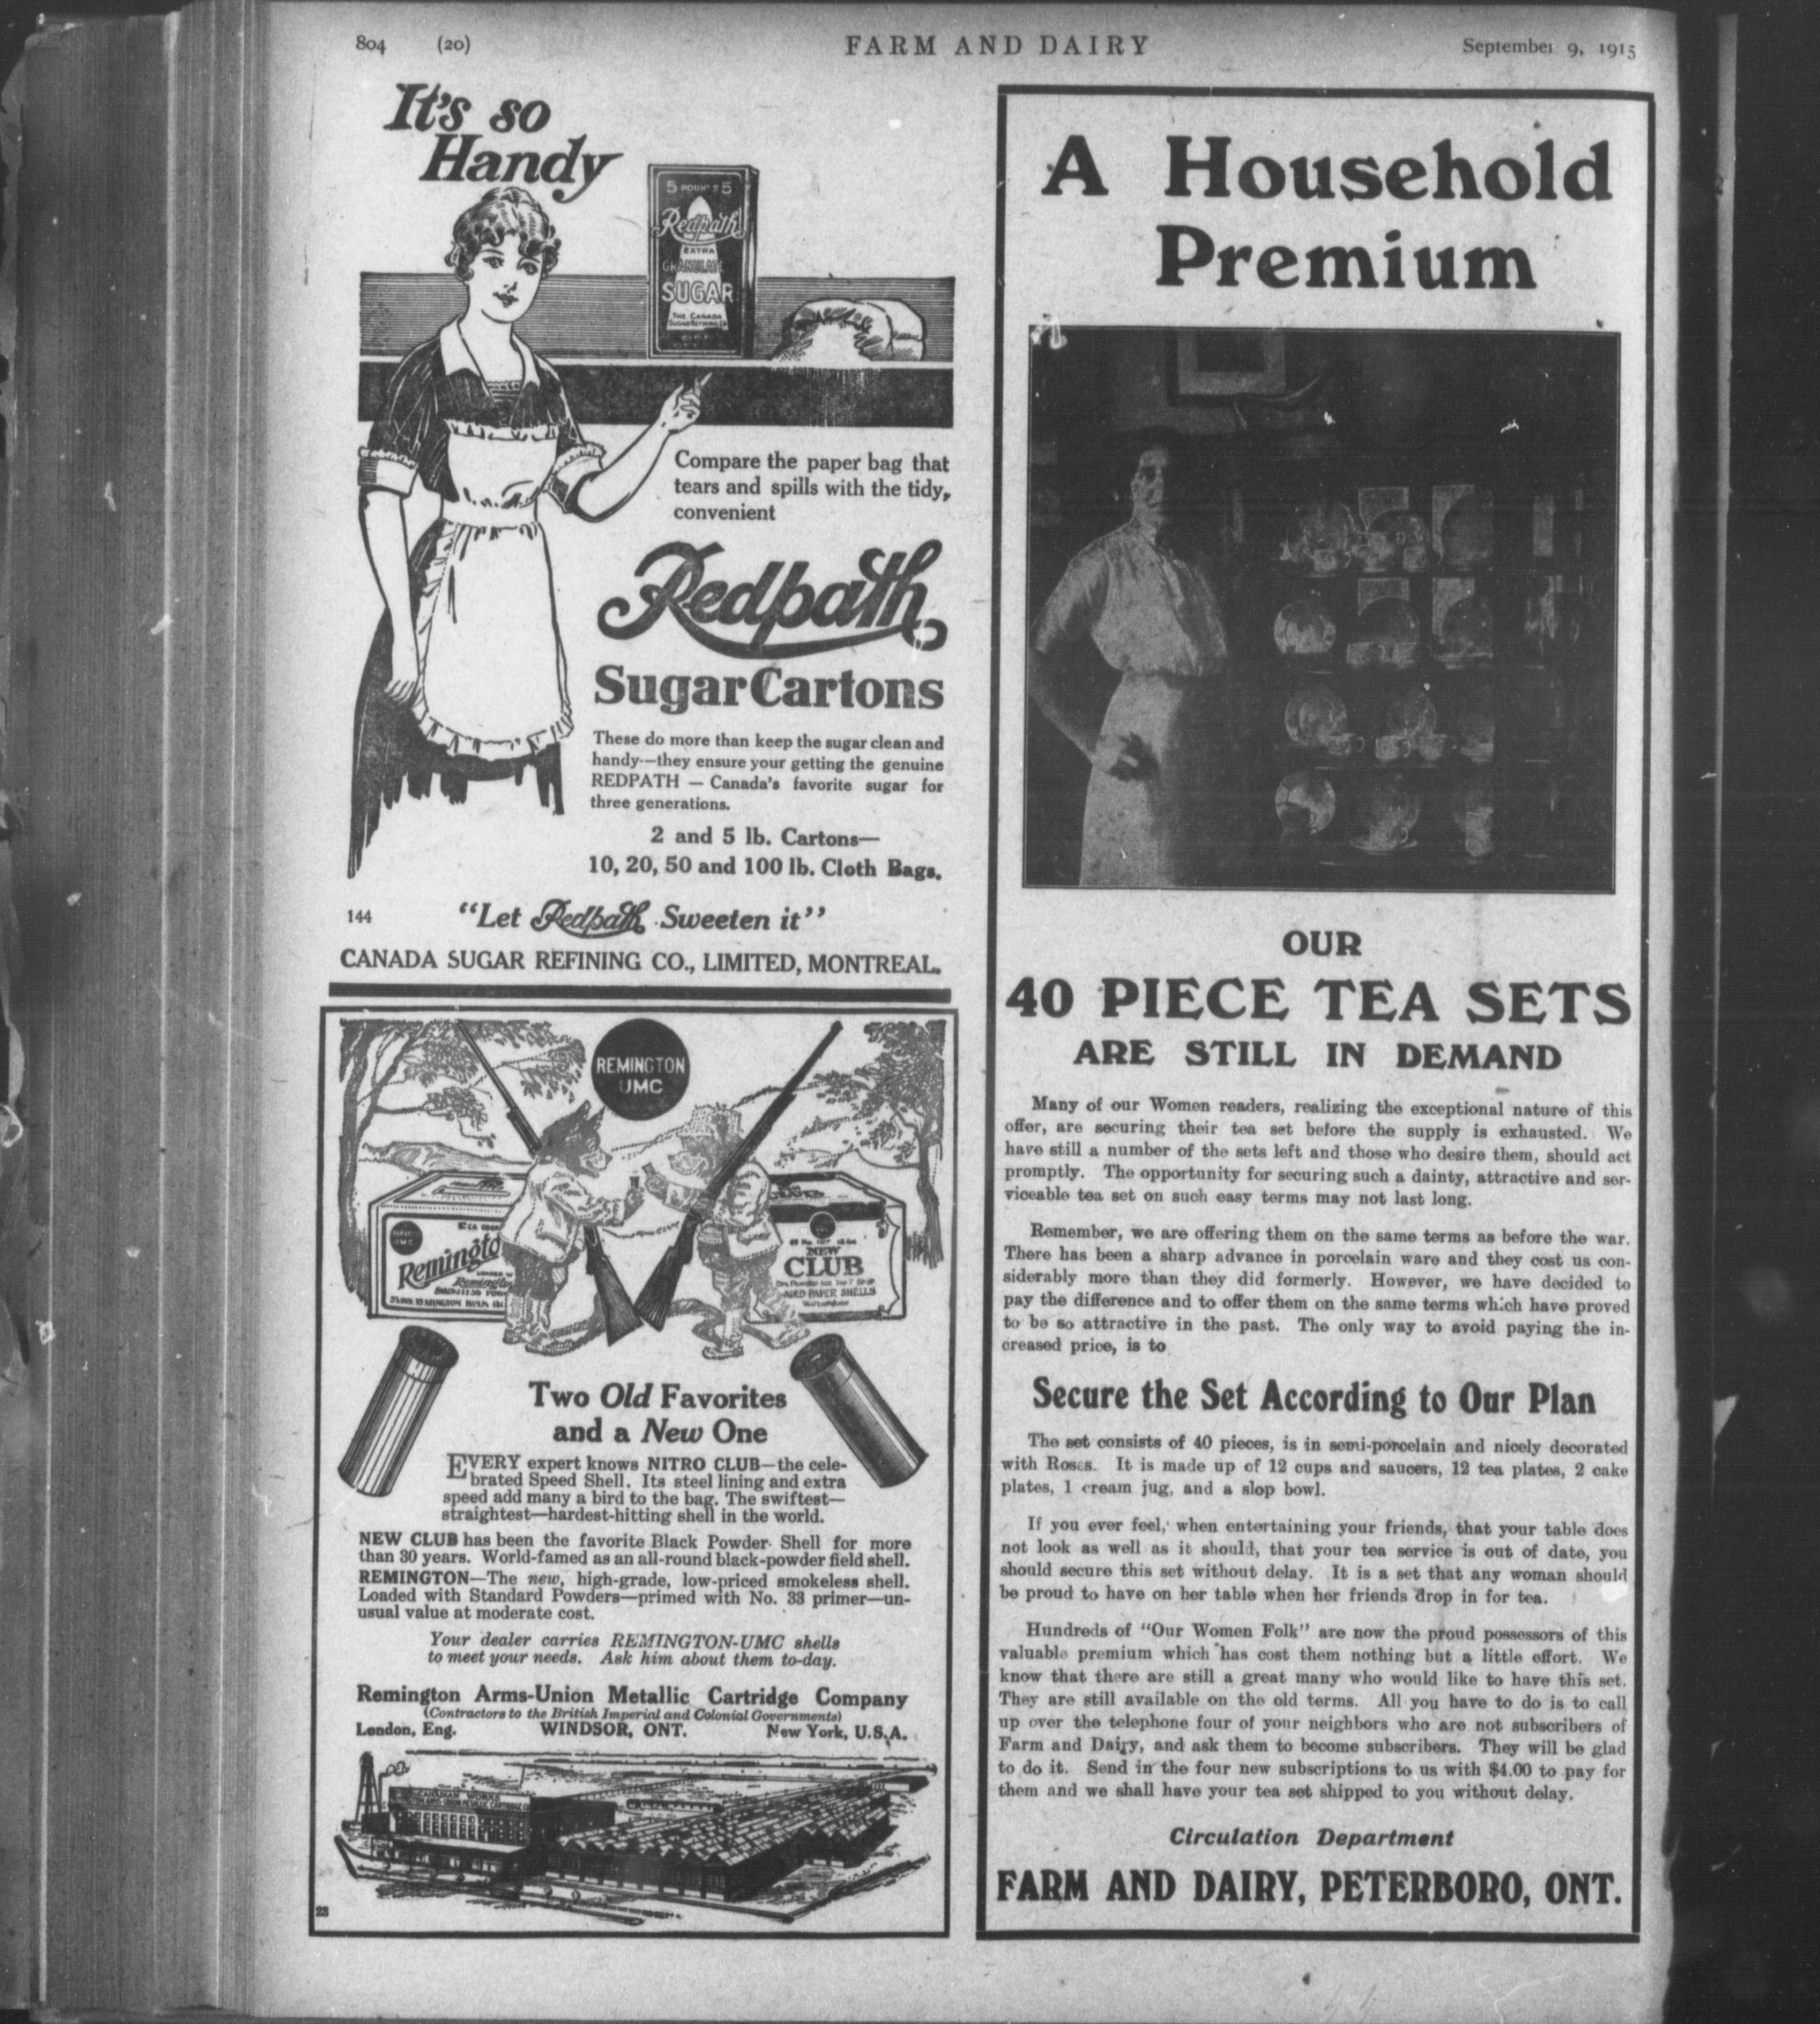 804 (20) FARM AND DAIRY September 9, 1915
It's so
Handy
5 POUNDS 5
Redpath
EXTRA
GRANULATED
SUGAR
THE CANADA
SUGAR REFINING CO
Compare the paper bag that
tears and spills with the tidy,
convenient
Redpath
Sugar Cartons
These do more than keep the sugar clean and
handy--they ensure your getting the genuine
REDPATH — Canada's favorite sugar for
three generations.
2 and 5 lb. Cartons—
10, 20, 50 and 100 lb. Cloth Bags.
144 "Let Redpath Sweeten it"
CANADA SUGAR REFINING CO., LIMITED, MONTREAL.
REMINGTON
UMC
Remington
NEW
CLUB
Two Old Favorites
and a New One
EVERY expert knows NITRO CLUB—the cele-
brated Speed Shell. Its steel lining and extra
speed add many a bird to the bag. The swiftest—
straightest—hardest-hitting shell in the world.
NEW CLUB has been the favorite Black Powder Shell for more
than 30 years. World-famed as an all-round black-powder field shell.
REMINGTON—The new, high-grade, low-priced smokeless shell.
Loaded with Standard Powders—primed with No. 33 primer—un-
usual value at moderate cost.
Your dealer carries REMINGTON-UMC shells
to meet your needs. Ask him about them to-day.
Remington Arms-Union Metallic Cartridge Company
(Contractors to the British Imperial and Colonial Governments)
London, Eng. WINDSOR, ONT. New York, U.S.A.
CANADIAN WORKS
23
A Household
Premium
OUR
40 PIECE TEA SETS
ARE STILL IN DEMAND
Many of our Women readers, realizing the exceptional nature of this
offer, are securing their tea set before the supply is exhausted. We
have still a number of the sets left and those who desire them, should act
promptly. The opportunity for securing such a dainty, attractive and ser-
viceable tea set on such easy terms may not last long.
Remember, we are offering them on the same terms as before the war.
There has been a sharp advance in porcelain ware and they cost us con-
siderably more than they did formerly. However, we have decided to
pay the difference and to offer them on the same terms which have proved
to be so attractive in the past. The only way to avoid paying the in-
creased price, is to
Secure the Set According to Our Plan
The set consists of 40 pieces, is in semi-porcelain and nicely decorated
with Roses. It is made up of 12 cups and saucers, 12 tea plates, 2 cake
plates, 1 cream jug, and a slop bowl.
If you ever feel, when entertaining your friends, that your table does
not look as well as it should, that your tea service is out of date, you
should secure this set without delay. It is a set that any woman should
be proud to have on her table when her friends drop in for tea.
Hundreds of "Our Women Folk" are now the proud possessors of this
valuable premium which has cost them nothing but a little effort. We
know that there are still a great many who would like to have this set.
They are still available on the old terms. All you have to do is to call
up over the telephone four of your neighbors who are not subscribers of
Farm and Dairy, and ask them to become subscribers. They will be glad
to do it. Send in the four new subscriptions to us with $4.00 to pay for
them and we shall have your tea set shipped to you without delay.
Circulation Department
FARM AND DAIRY, PETERBORO, ONT.